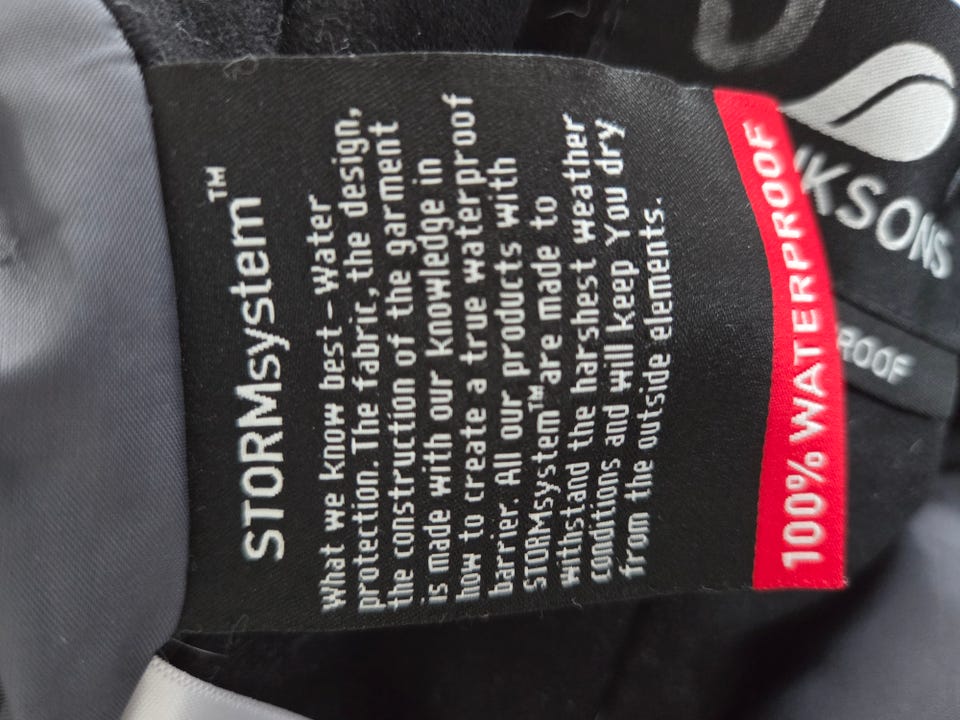 STORMsystem™
What we know best-Water
protection. The fabric, the design,
the construction of the garment
is made with our knowledge in
how to create a true waterproof
barrier. All our products with
STORMsystem™ are made to
withstand the harshest weather
conditions and will keep You dry
from the outside elements.
100% WATERPROOF
IKSONS
ROOF